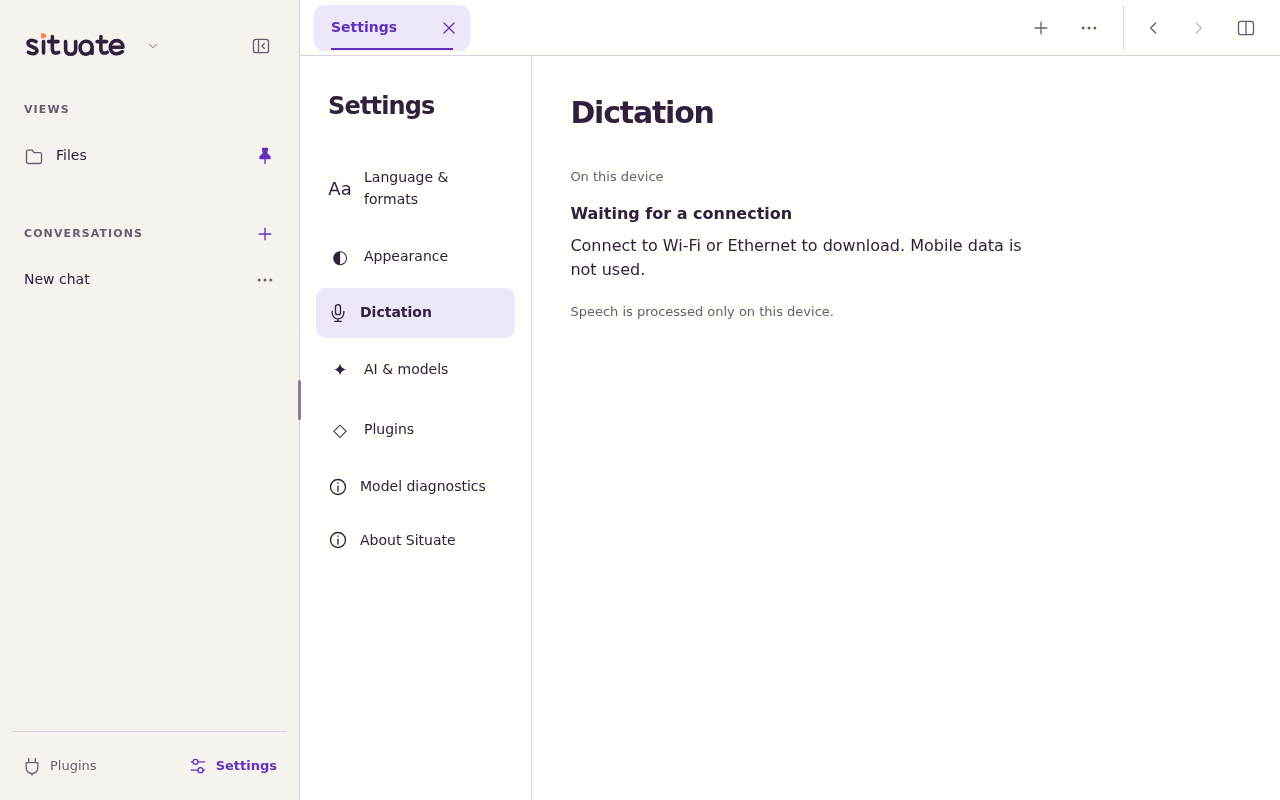 situate
VIEWS
Files
CONVERSATIONS
New chat
Plugins
Settings
Settings
Settings
Aa
Language &
formats
Appearance
Dictation
AI & models
Plugins
Model diagnostics
About Situate
Dictation
On this device
Waiting for a connection
Connect to Wi-Fi or Ethernet to download. Mobile data is
not used.
Speech is processed only on this device.